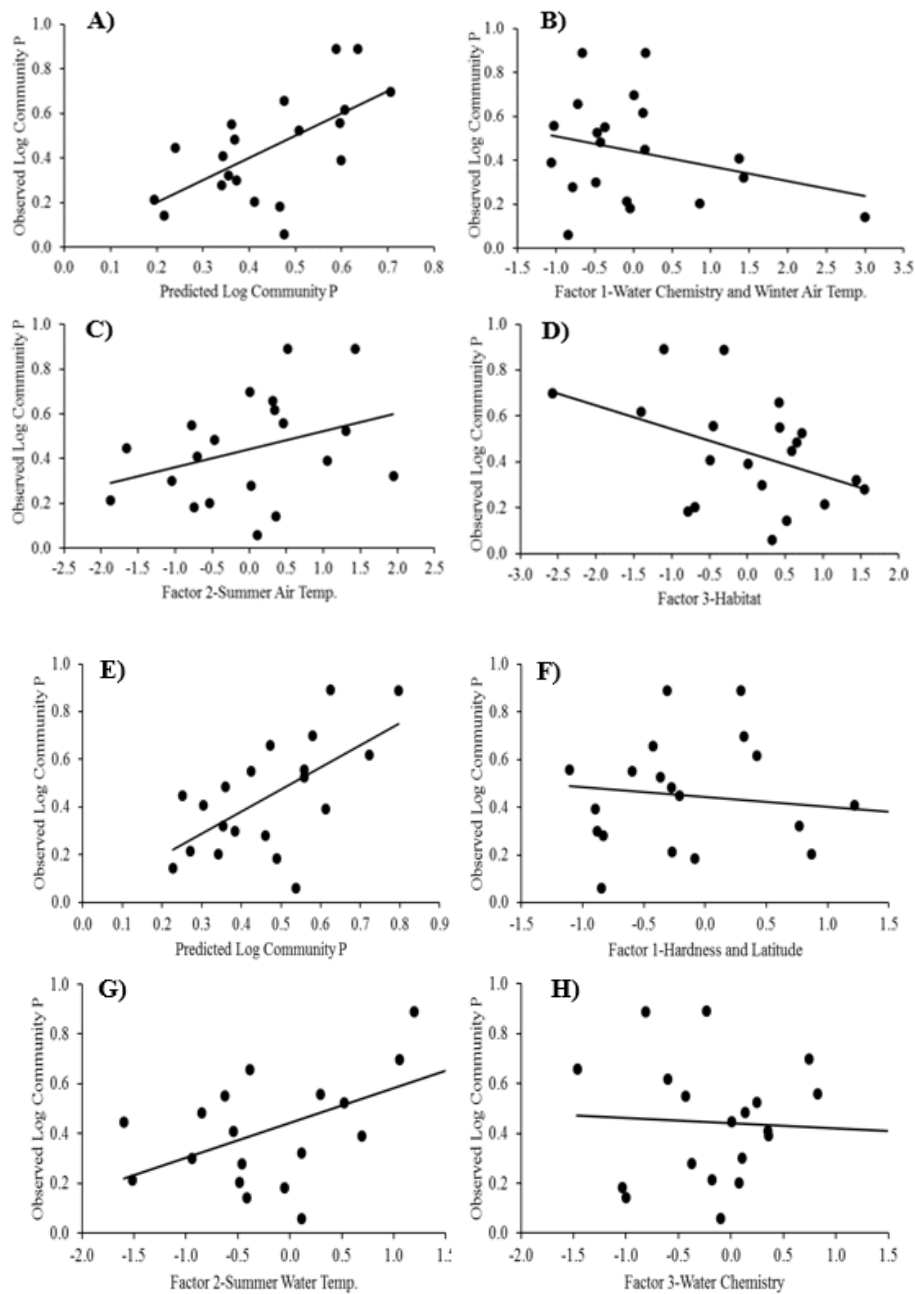 A)
Observed Log Community P
1.0
0.8
0.6
0.4
0.2
0.0
0.0 0.1 0.2 0.3 0.4 0.5 0.6 0.7 0.8
Predicted Log Community P
B)
Observed Log Community P
1.0
0.8
0.6
0.4
0.2
0.0
-1.5 -1.0 -0.5 0.0 0.5 1.0 1.5 2.0 2.5 3.0 3.5
Factor 1-Water Chemistry and Winter Air Temp.
C)
Observed Log Community P
1.0
0.8
0.6
0.4
0.2
0.0
-2.5 -2.0 -1.5 -1.0 -0.5 0.0 0.5 1.0 1.5 2.0 2.5
Factor 2-Summer Air Temp.
D)
Observed Log Community P
1.0
0.8
0.6
0.4
0.2
0.0
-3.0 -2.5 -2.0 -1.5 -1.0 -0.5 0.0 0.5 1.0 1.5 2.0
Factor 3-Habitat
E)
Observed Log Community P
1.0
0.8
0.6
0.4
0.2
0.0
0.0 0.1 0.2 0.3 0.4 0.5 0.6 0.7 0.8 0.9
Predicted Log Community P
F)
Observed Log Community P
1.0
0.8
0.6
0.4
0.2
0.0
-1.5 -1.0 -0.5 0.0 0.5 1.0 1.5
Factor 1-Hardness and Latitude
G)
Observed Log Community P
1.0
0.8
0.6
0.4
0.2
0.0
-2.0 -1.5 -1.0 -0.5 0.0 0.5 1.0 1.5
Factor 2-Summer Water Temp.
H)
Observed Log Community P
1.0
0.8
0.6
0.4
0.2
0.0
-2.0 -1.5 -1.0 -0.5 0.0 0.5 1.0 1.5
Factor 3-Water Chemistry